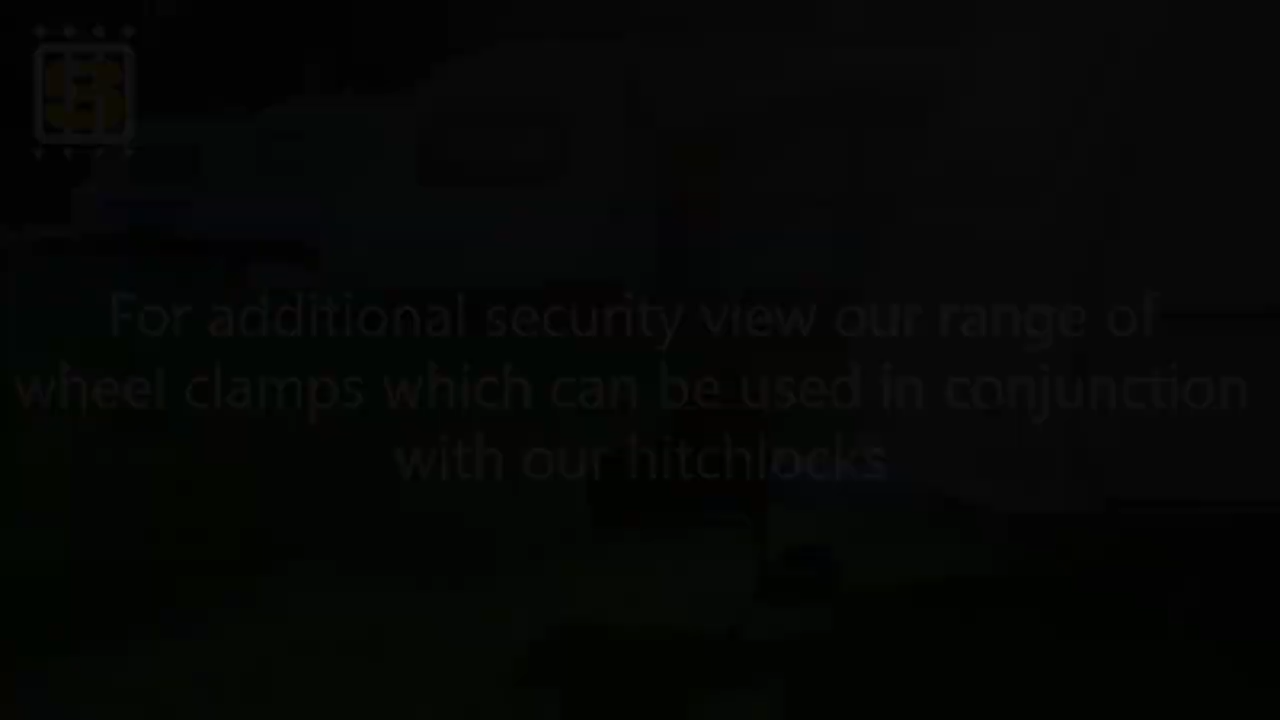 For additional security view our range of
wheel clamps which can be used in conjunction
with our hitchlocks